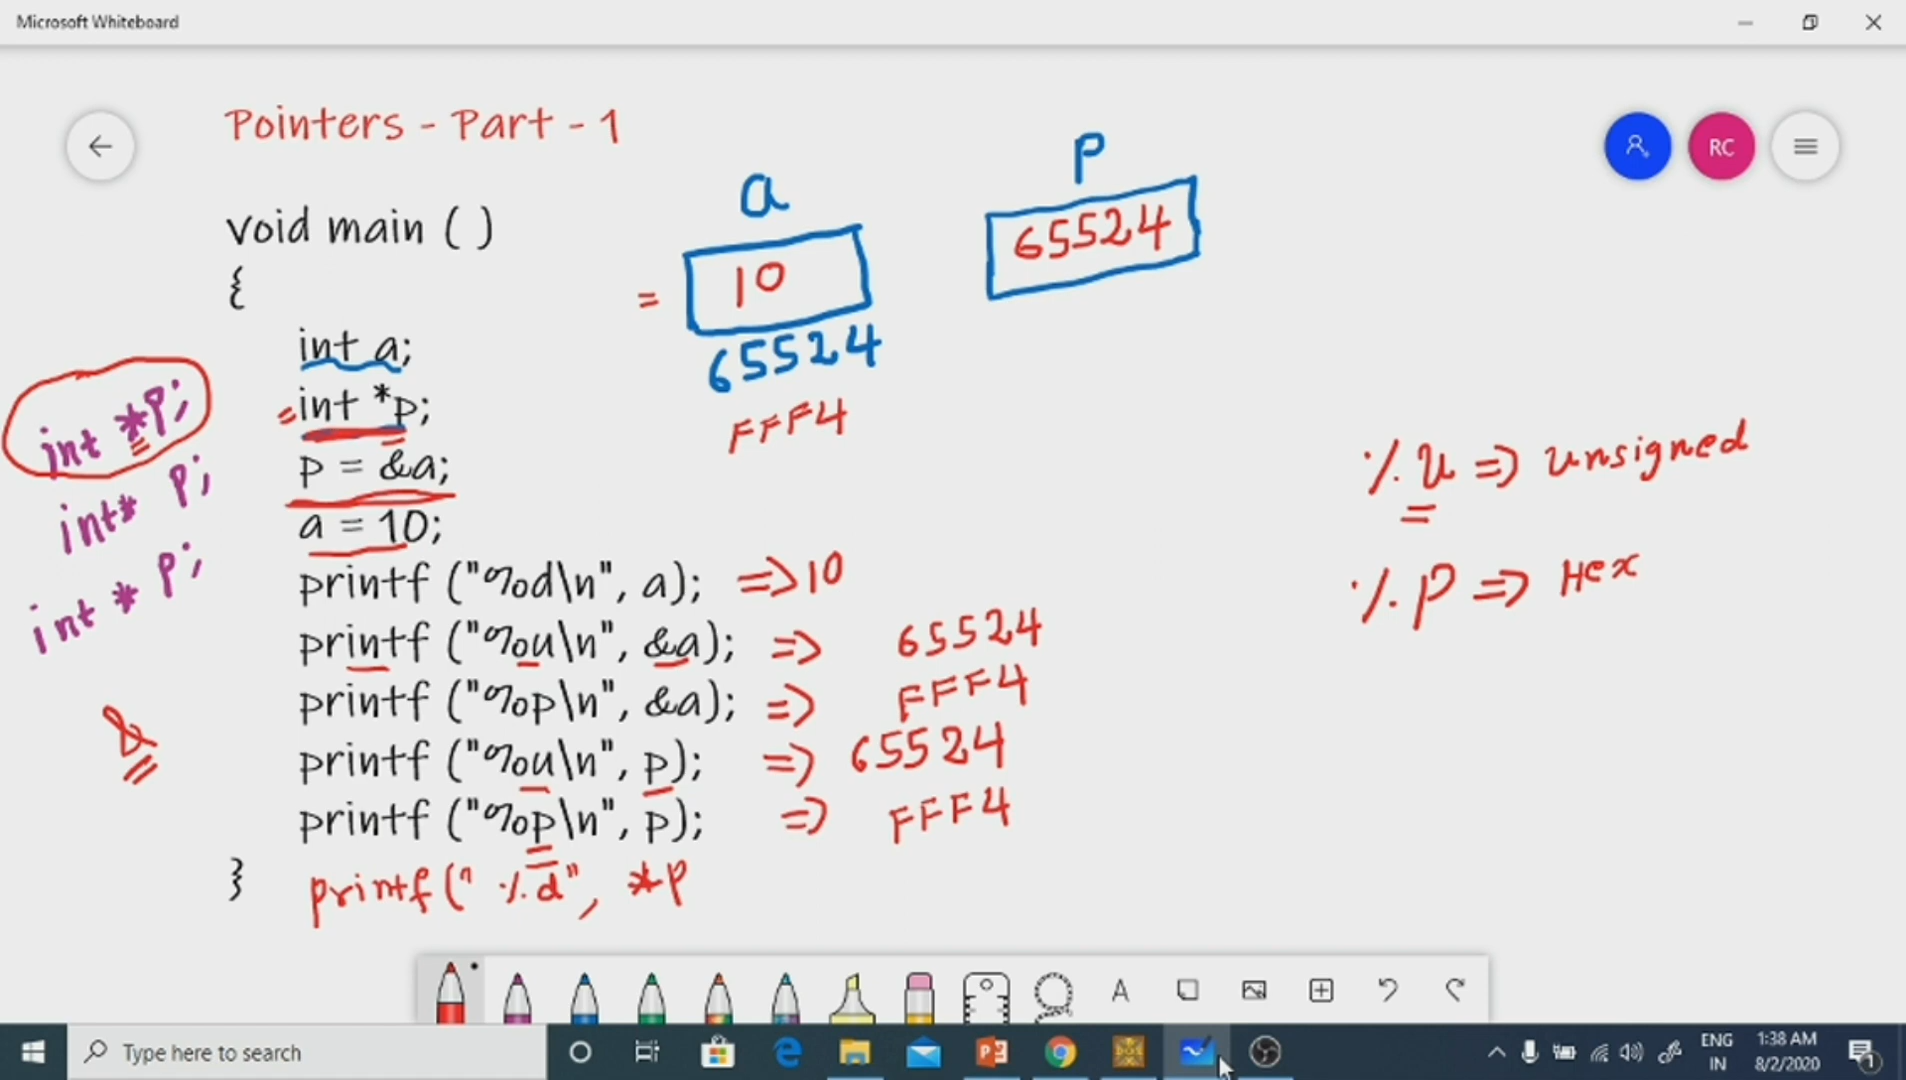 Microsoft Whiteboard
Pointers - Part - 1
RC
a
p
void main ( )
{
10
=
65524
65524
FFF4
int a;
=int *p;
p = &a;
a = 10;
int *p;
int* p;
int * p;
&
printf ("%d\n", a); => 10
printf ("%u\n", &a); => 65524
printf ("%p\n", &a); => FFF4
printf ("%u\n", p); => 65524
printf ("%p\n", p); => FFF4
}
printf(" %d", *p
%u => unsigned
%p => Hex
A
Type here to search
DOS
ENG
IN
1:38 AM
8/2/2020
1